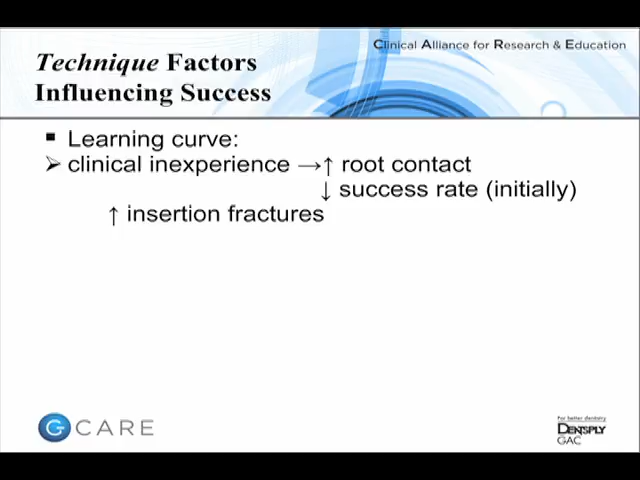 Clinical Alliance for Research & Education
Technique Factors
Influencing Success
▪ Learning curve:
➢ clinical inexperience →↑ root contact
↓ success rate (initially)
↑ insertion fractures
G CARE
For better dentistry
DENTSPLY
GAC